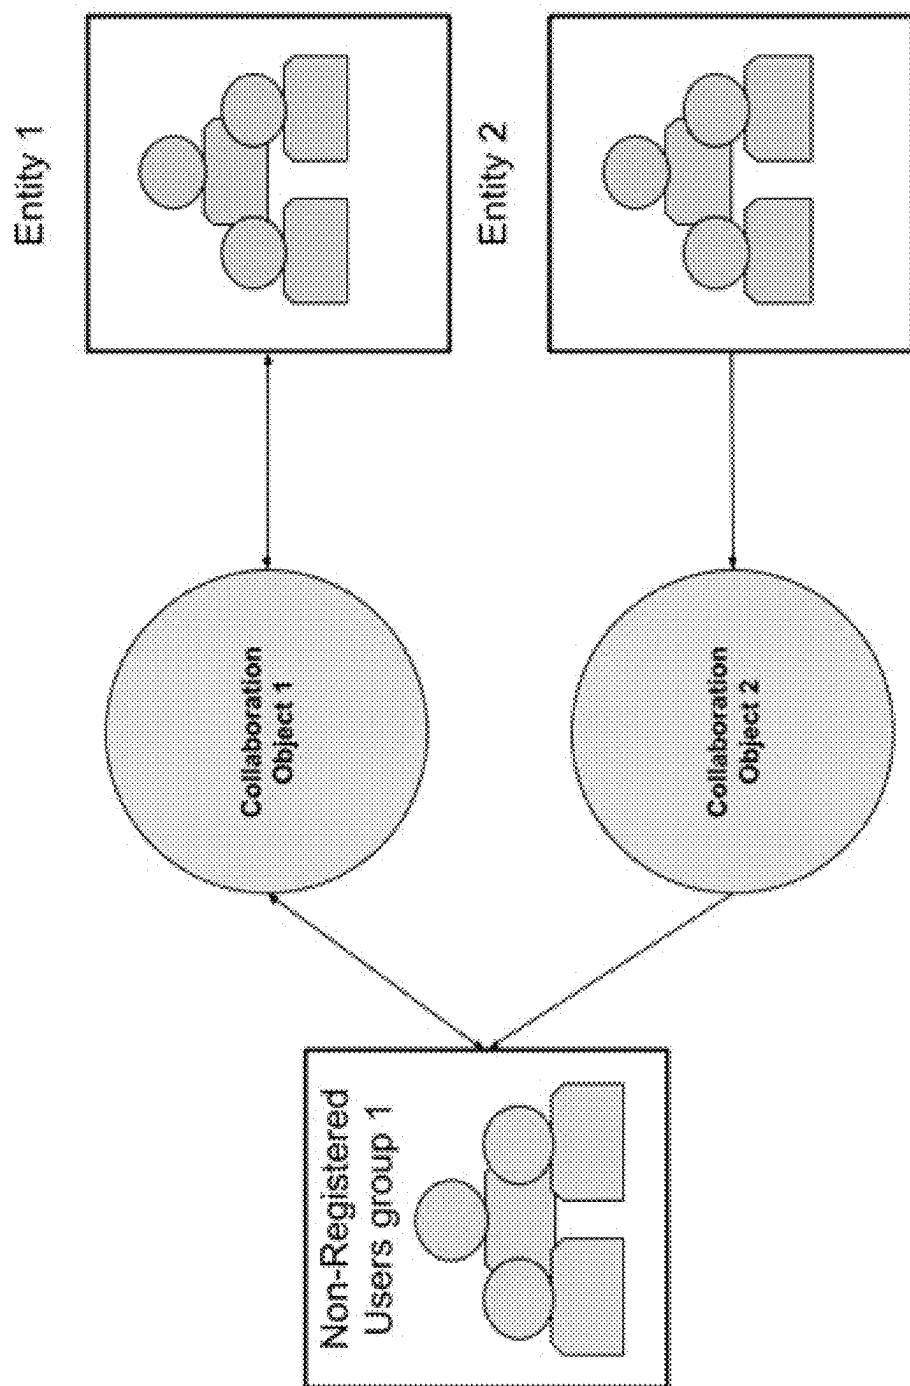 Entity 1
Entity 2
Collaboration
Object 1
Collaboration
Object 2
Non-Registered
Users group 1